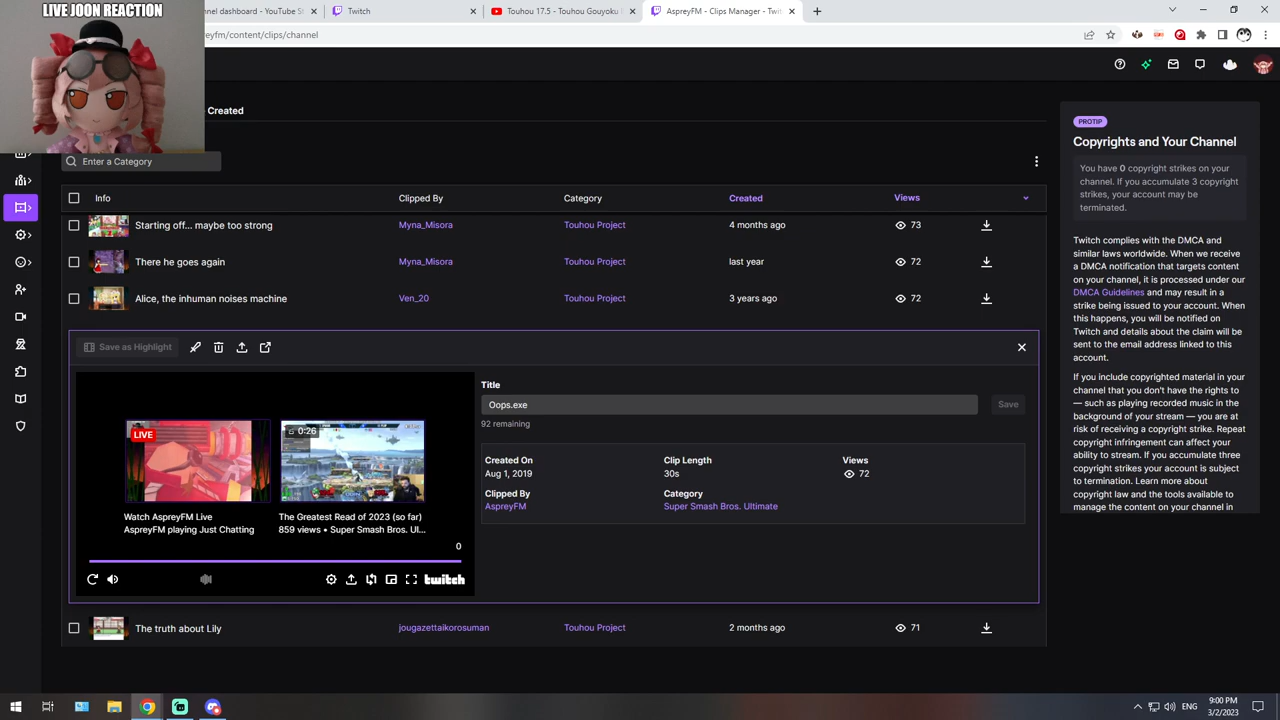 LIVE JOON REACTION
nnel dashboard - YouTube S
Twitch
Touhou 17.5 - Touhou Gouyoku
AspreyFM - Clips Manager - Twit
eyfm/content/clips/channel
Created
Enter a Category
Info Clipped By Category Created Views
Starting off... maybe too strong Myna_Misora Touhou Project 4 months ago 73
There he goes again Myna_Misora Touhou Project last year 72
Alice, the inhuman noises machine Ven_20 Touhou Project 3 years ago 72
Save as Highlight
Title
Oops.exe
Save
92 remaining
Created On Clip Length Views
Aug 1, 2019 30s 72
Clipped By Category
AspreyFM Super Smash Bros. Ultimate
LIVE
0:26
Watch AspreyFM Live
AspreyFM playing Just Chatting
The Greatest Read of 2023 (so far)
859 views • Super Smash Bros. Ul...
0
twitch
The truth about Lily jougazettaikorosuman Touhou Project 2 months ago 71
PROTIP
Copyrights and Your Channel
You have 0 copyright strikes on
your channel. If you accumulate 3 copyright
strikes, your account may be
terminated.
Twitch complies with the DMCA and
similar laws worldwide. When we receive
a DMCA notification that targets content
on your channel, it is processed under our
DMCA Guidelines and may result in a
strike being issued to your account. When
this happens, you will be notified on
Twitch and details about the claim will be
sent to the email address linked to this
account.
If you include copyrighted material in your
channel that you don't have the rights to
— such as playing recorded music in the
background of your stream — you are at
risk of receiving a copyright strike. Repeat
copyright infringement can affect your
ability to stream. If you accumulate three
copyright strikes your account is subject
to termination. Learn more about
copyright law and the tools available to
manage the content on your channel in
ENG
9:00 PM
3/2/2023